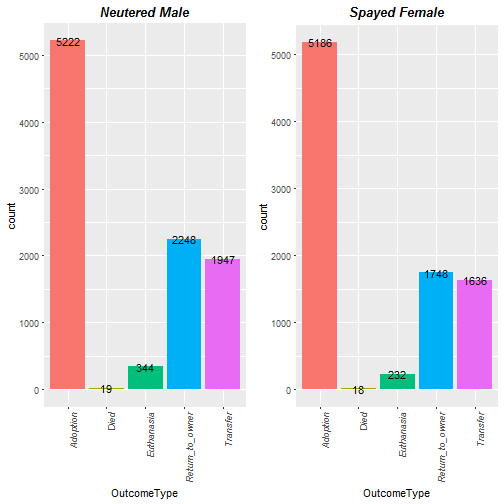 Neutered Male
count
5000
4000
3000
2000
1000
0
5222
19
344
2248
1947
Adoption
Died
Euthanasia
Return_to_owner
Transfer
OutcomeType
Spayed Female
count
5000
4000
3000
2000
1000
0
5186
18
232
1748
1636
Adoption
Died
Euthanasia
Return_to_owner
Transfer
OutcomeType